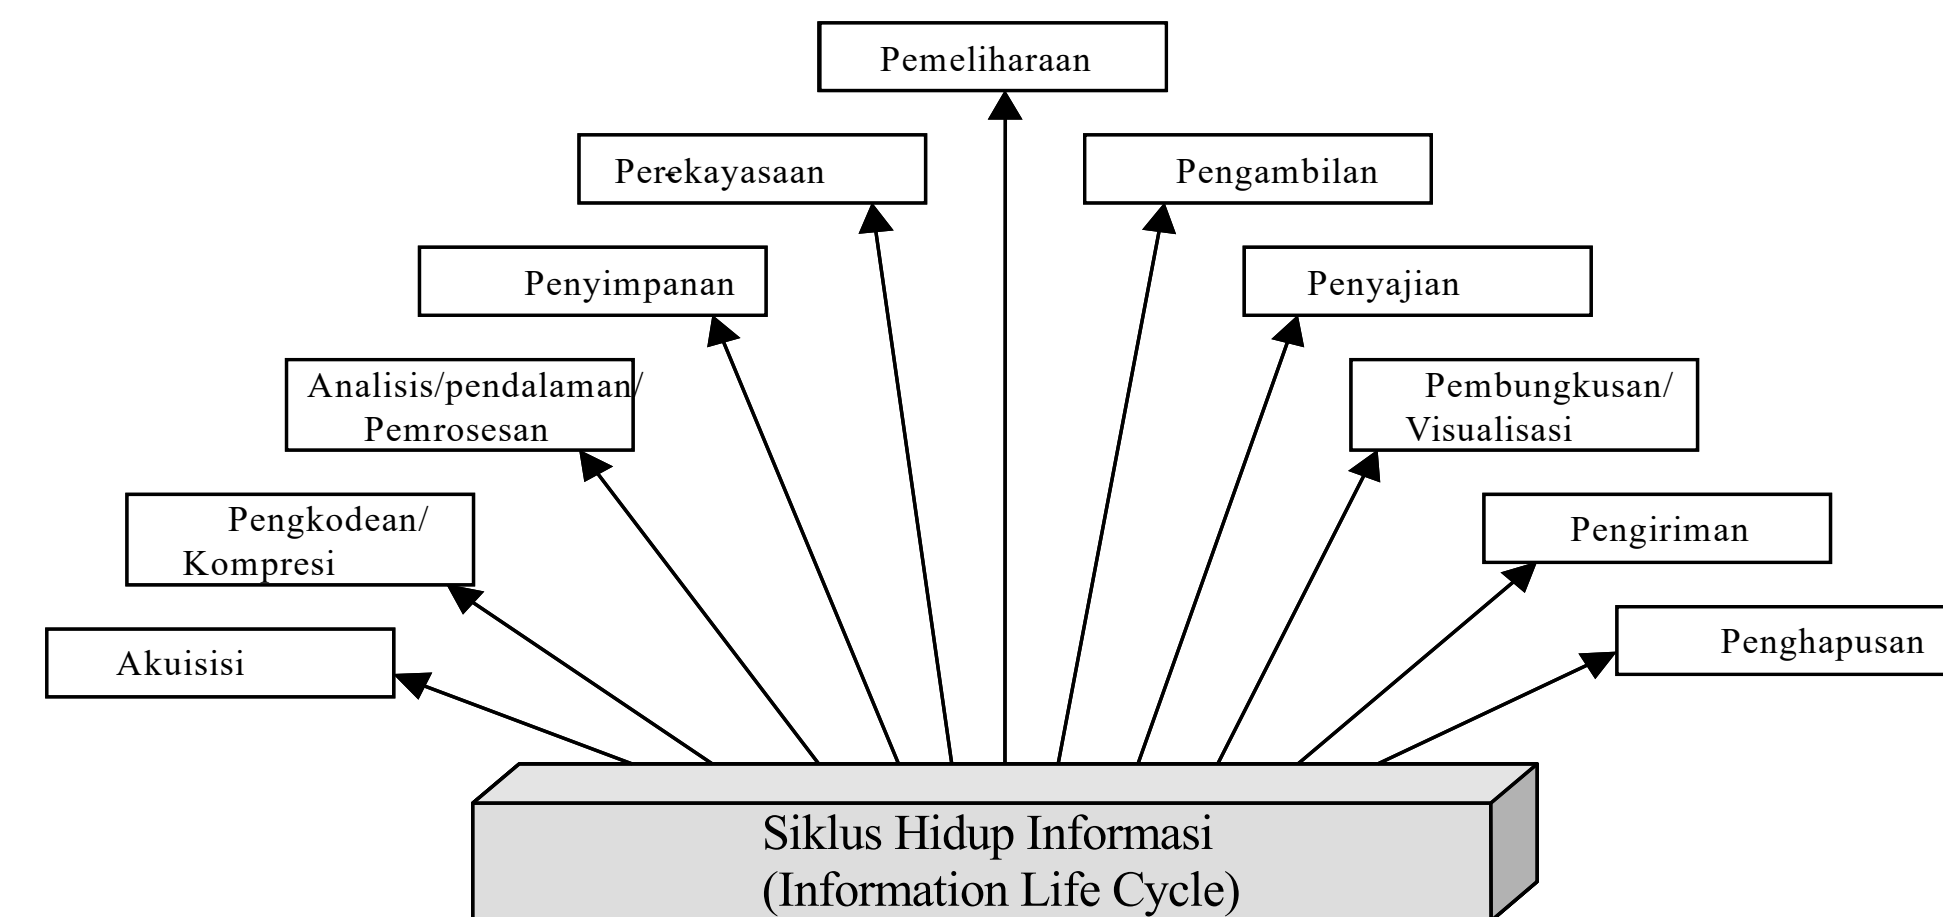 Pemeliharaan
Perekayasaan
Pengambilan
Penyimpanan
Penyajian
Analisis/pendalaman/
Pemrosesan
Pembungkusan/
Visualisasi
Pengkodean/
Kompresi
Pengiriman
Akuisisi
Penghapusan
Siklus Hidup Informasi
(Information Life Cycle)